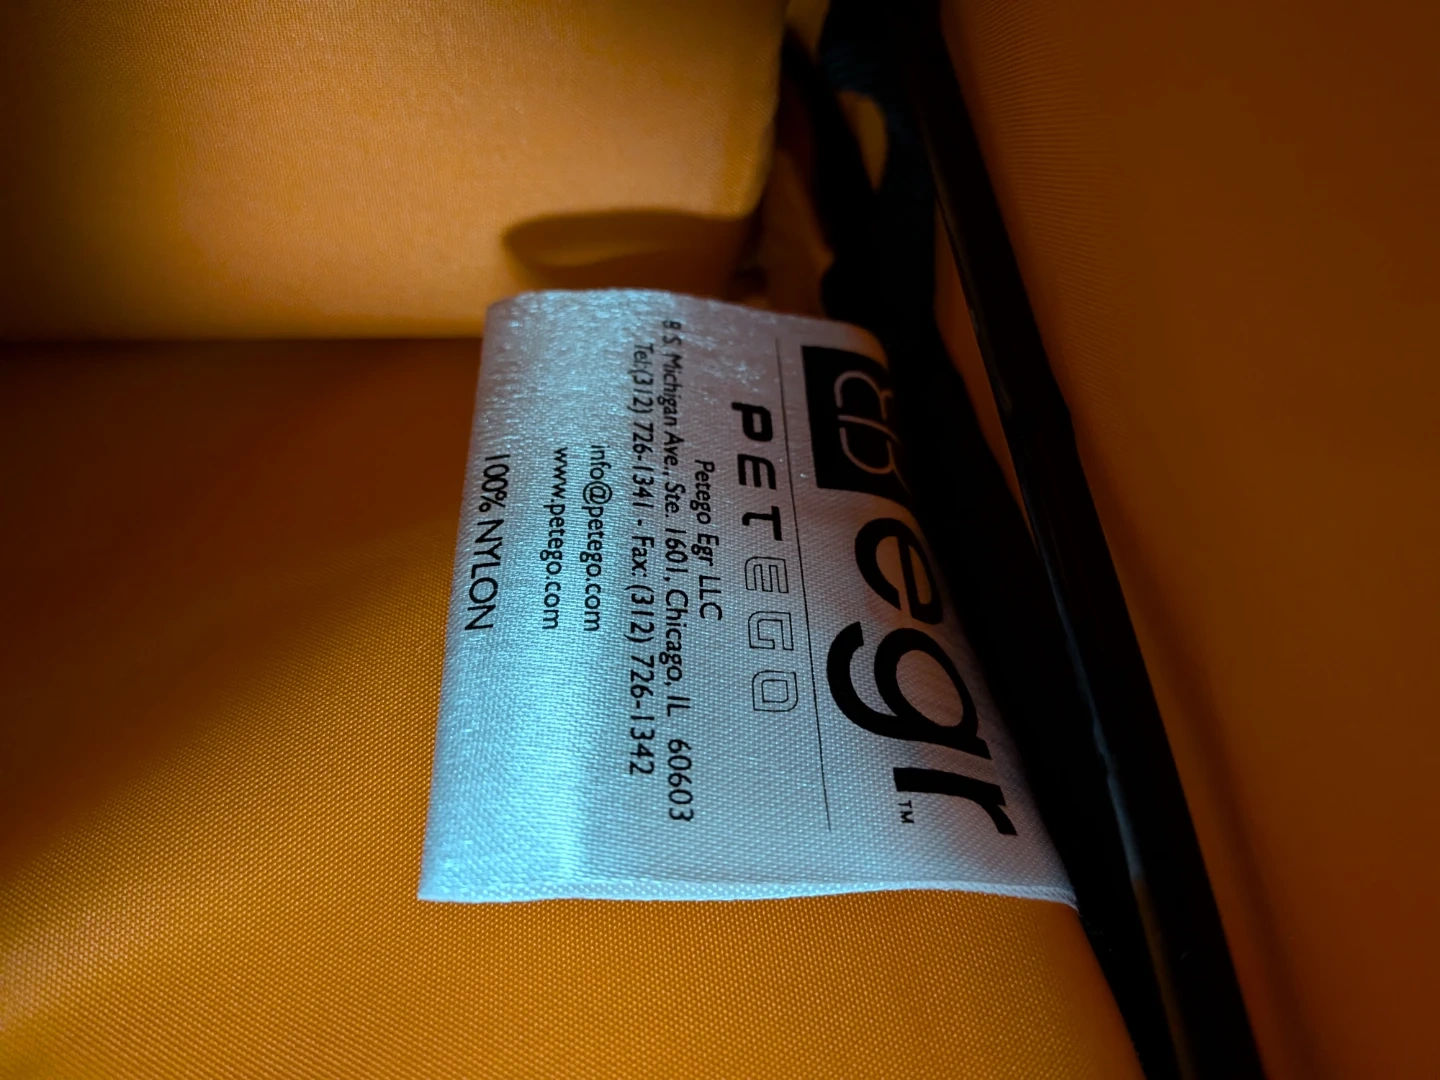 egr™
PETEGO
Petego Egr LLC
8 S. Michigan Ave., Ste. 1601, Chicago, IL 60603
Tel:(312) 726-1341 - Fax: (312) 726-1342
info@petego.com
www.petego.com
100% NYLON